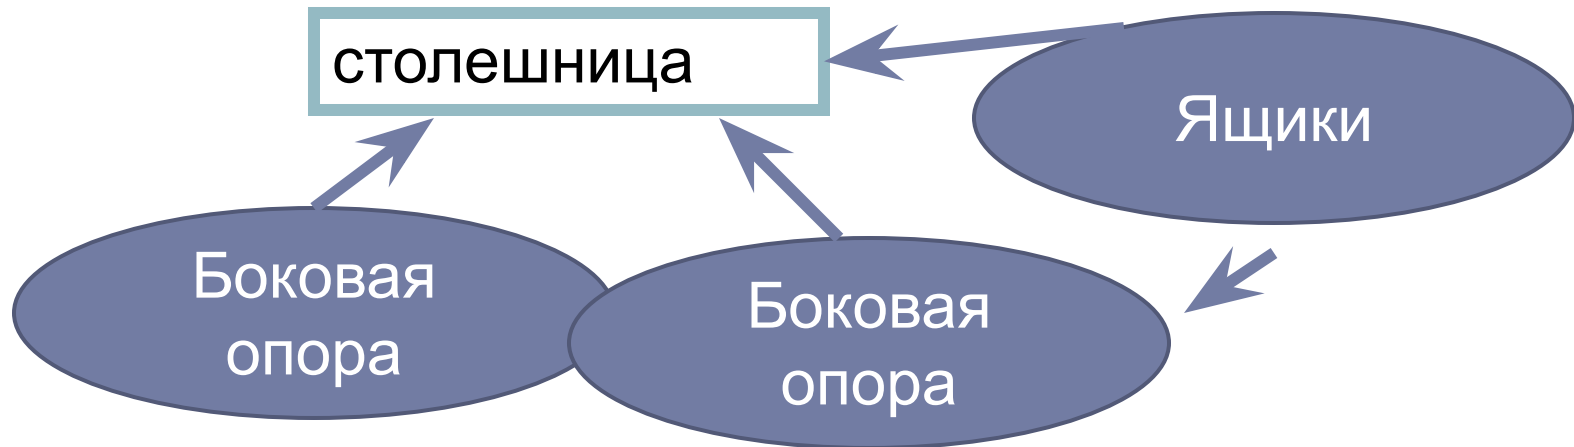 столешница
Ящики
Боковая
опора
Боковая
опора